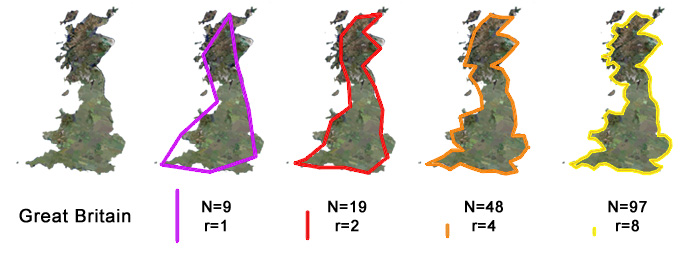 Great Britain
N=9
r=1
N=19
r=2
N=48
r=4
N=97
r=8